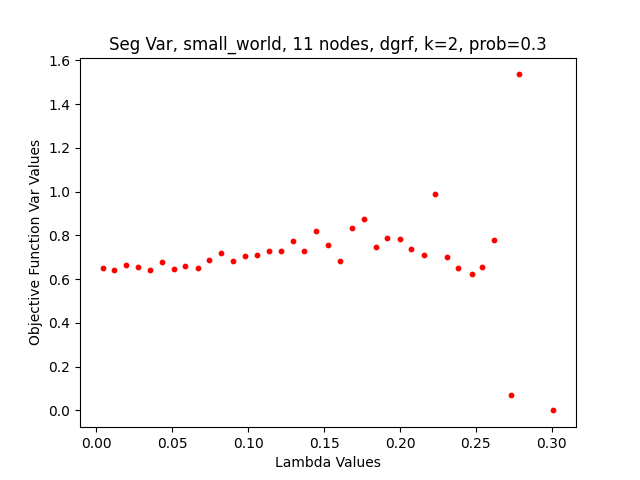 Seg Var, small_world, 11 nodes, dgrf, k=2, prob=0.3
Objective Function Var Values
1.6
1.4
1.2
1.0
0.8
0.6
0.4
0.2
0.0
0.00 0.05 0.10 0.15 0.20 0.25 0.30
Lambda Values